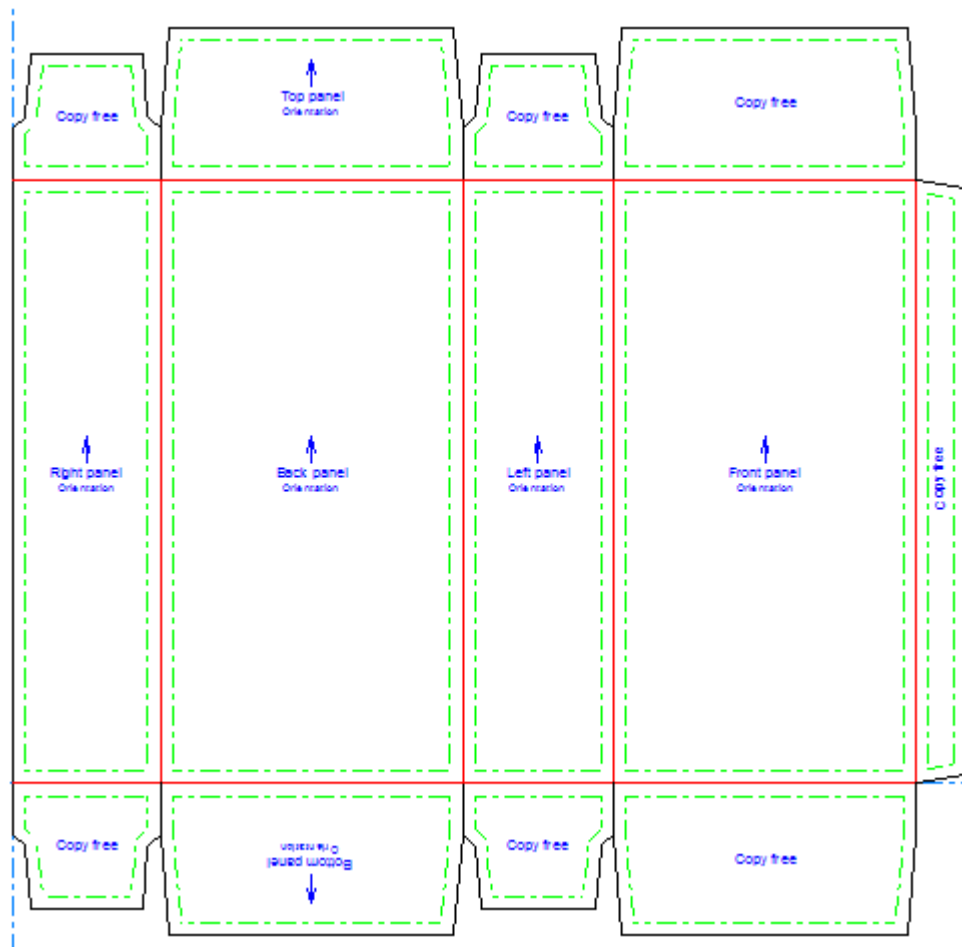 Copy free
Top panel
Orientation
Copy free
Copy free
Right panel
Orientation
Back panel
Orientation
Left panel
Orientation
Front panel
Orientation
Copy free
Copy free
Bottom panel
Orientation
Copy free
Copy free